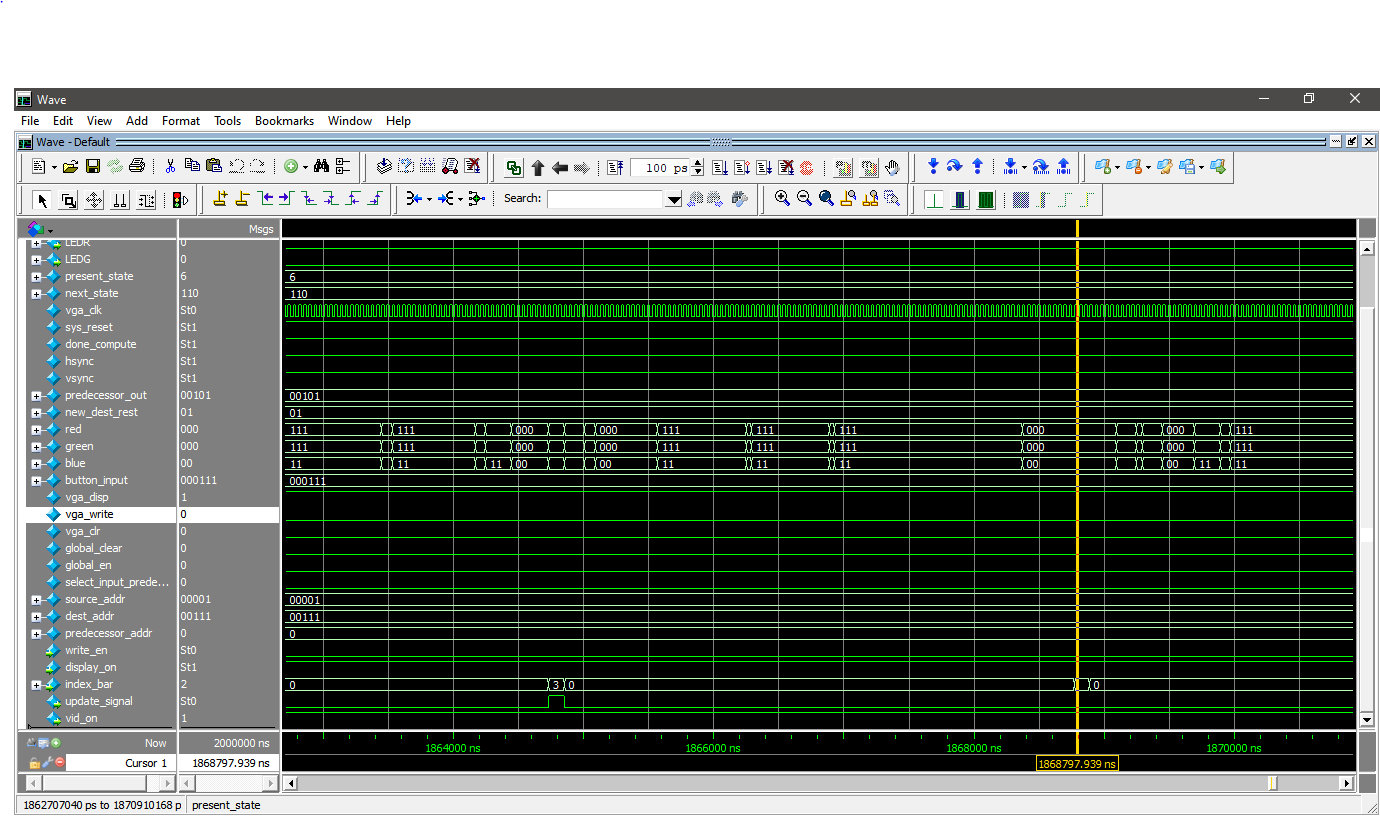 .
Wave
File Edit View Add Format Tools Bookmarks Window Help
Wave - Default
100 ps
Search:
Msgs
LEDR 0
LEDG 0
present_state 6 6
next_state 110 110
vga_clk St0
sys_reset St1
done_compute St1
hsync St1
vsync St1
predecessor_out 00101 00101
new_dest_rest 01 01
red 000 111 111 000 000 111 111 111 000 000 111
green 000 111 111 000 000 111 111 111 000 000 111
blue 00 11 11 11 00 00 11 11 11 00 00 11 11
button_input 000111 000111
vga_disp 1
vga_write 0
vga_clr 0
global_clear 0
global_en 0
select_input_prede... 0
source_addr 00001 00001
dest_addr 00111 00111
predecessor_addr 0 0
write_en St0
display_on St1
index_bar 2 0 3 0 0
update_signal St0
vid_on 1
Now 2000000 ns 1864000 ns 1866000 ns 1868000 ns 1870000 ns
Cursor 1 1868797.939 ns 1868797.939 ns
1862707040 ps to 1870910168 p present_state